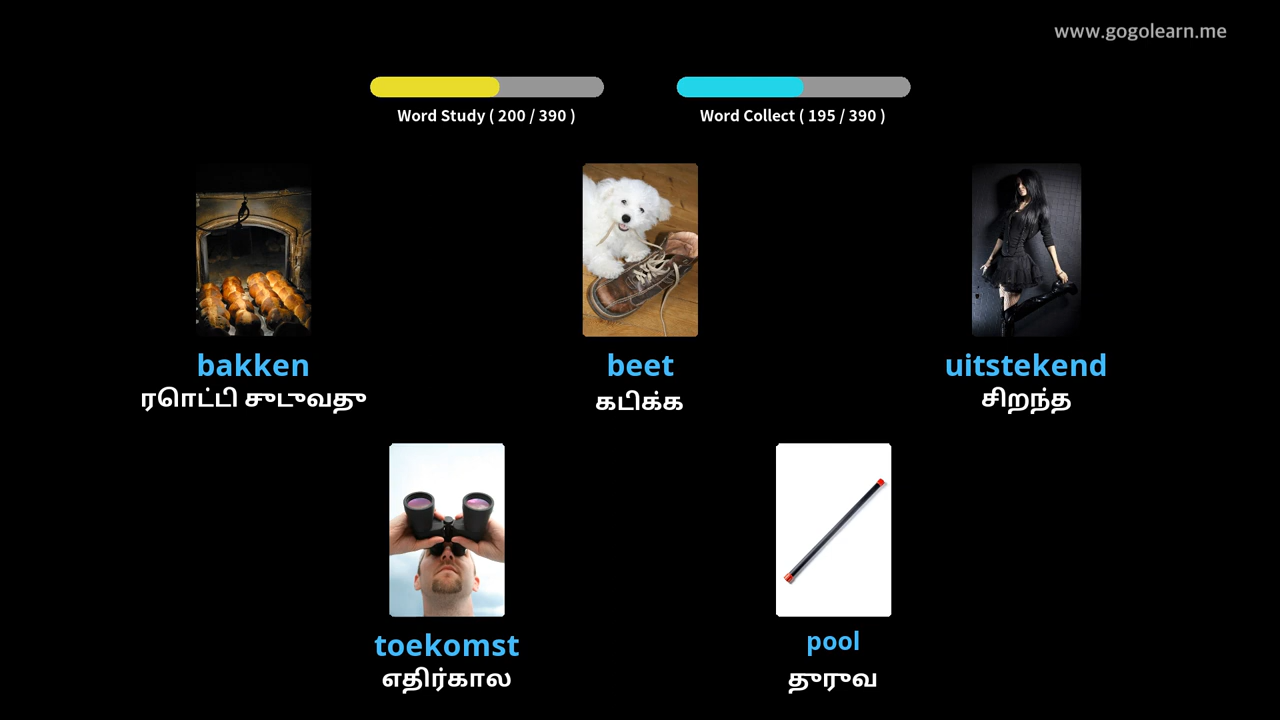 www.gogolearn.me
Word Study ( 200 / 390 )
Word Collect ( 195 / 390 )
bakken
ரொட்டி சுடுவது
beet
கடிக்க
uitstekend
சிறந்த
toekomst
எதிர்கால
pool
துருவ